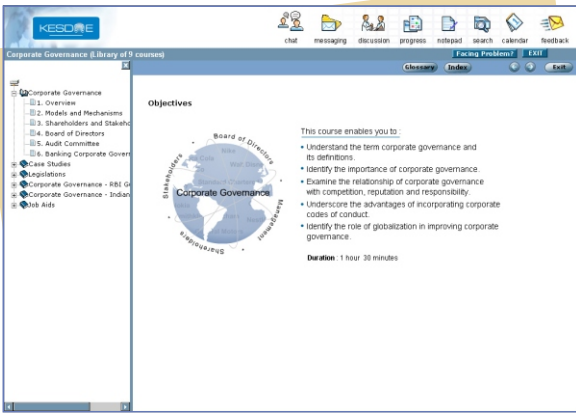 KESDEE
chat messaging discussion progress notepad search calendar feedback
Corporate Governance (Library of 9 courses)
Facing Problem? EXIT
Glossary Index Exit
Corporate Governance
1. Overview
2. Models and Mechanisms
3. Shareholders and Stakeho
4. Board of Directors
5. Audit Committee
6. Banking Corporate Govern
Case Studies
Legislations
Corporate Governance - RBI Gu
Corporate Governance - Indian
Job Aids
Objectives
Board of Directors
Stakeholders
Corporate Governance
Management
Shareholders
This course enables you to :
• Understand the term corporate governance and
its definitions.
• Identify the importance of corporate governance.
• Examine the relationship of corporate governance
with competition, reputation and responsibility.
• Underscore the advantages of incorporating corporate
codes of conduct.
• Identify the role of globalization in improving corporate
governance.
Duration : 1 hour 30 minutes